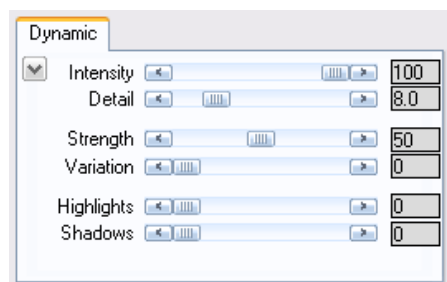 Dynamic
Intensity 100
Detail 8.0
Strength 50
Variation 0
Highlights 0
Shadows 0